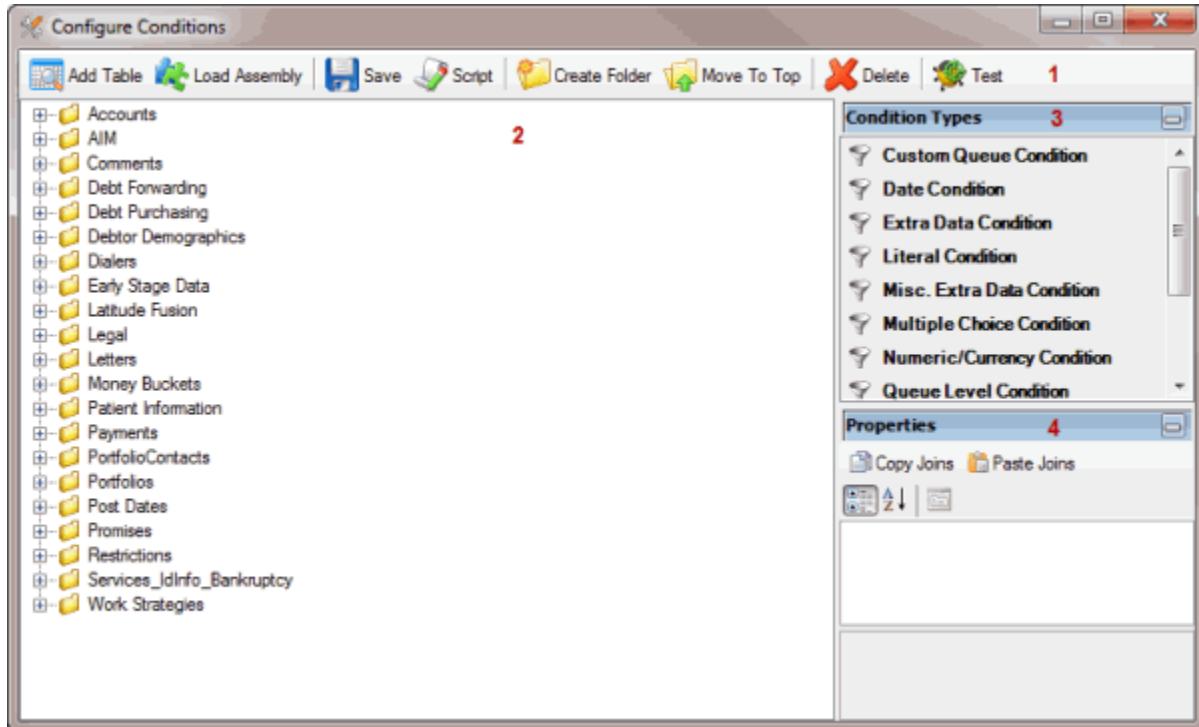 Configure Conditions
Add Table Load Assembly Save Script Create Folder Move To Top Delete Test 1
2
Accounts
AIM
Comments
Debt Forwarding
Debt Purchasing
Debtor Demographics
Dialers
Early Stage Data
Latitude Fusion
Legal
Letters
Money Buckets
Patient Information
Payments
PortfolioContacts
Portfolios
Post Dates
Promises
Restrictions
Services_IdInfo_Bankruptcy
Work Strategies
Condition Types 3
Custom Queue Condition
Date Condition
Extra Data Condition
Literal Condition
Misc. Extra Data Condition
Multiple Choice Condition
Numeric/Currency Condition
Queue Level Condition
Properties 4
Copy Joins Paste Joins
A
Z